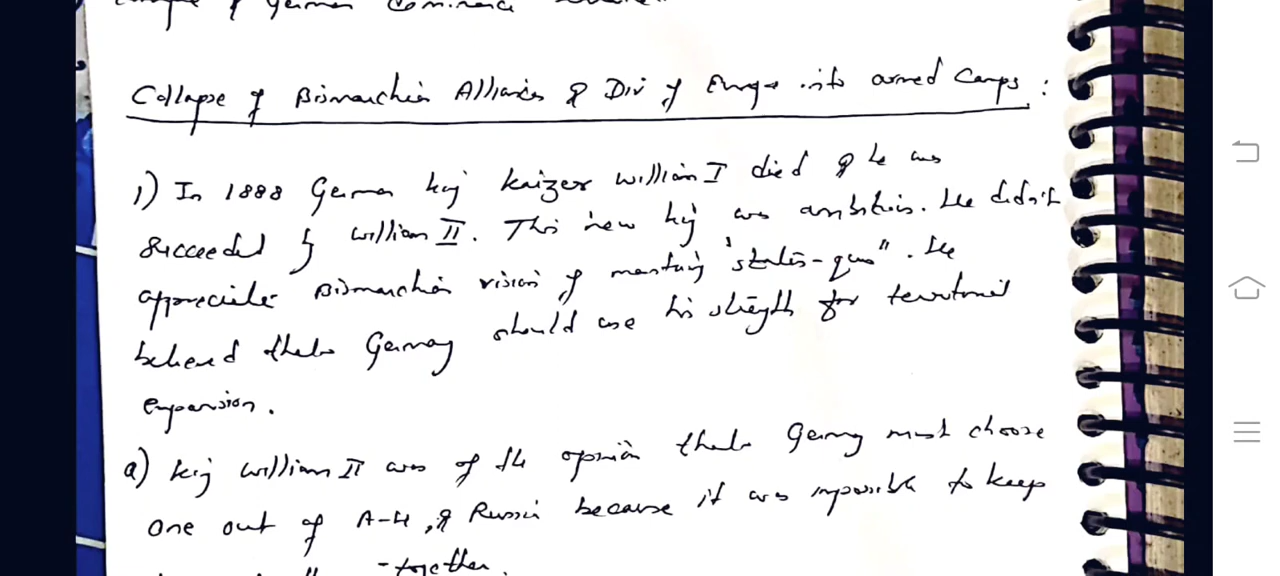 of German
Collapse of Bismarckian Alliances & Div of Europe into armed Camps :
1) In 1888 German king Kaizer William I died & he was
succeeded by William II. This new king was ambitious. He didn't
appreciate Bismarckian vision of "status-quo". He
believed that Germany should use his strength for territorial
expansion.
a) King William II was of the opinion that Germany must choose
one out of A-H, & Russia because it was impossible to keep
-together.